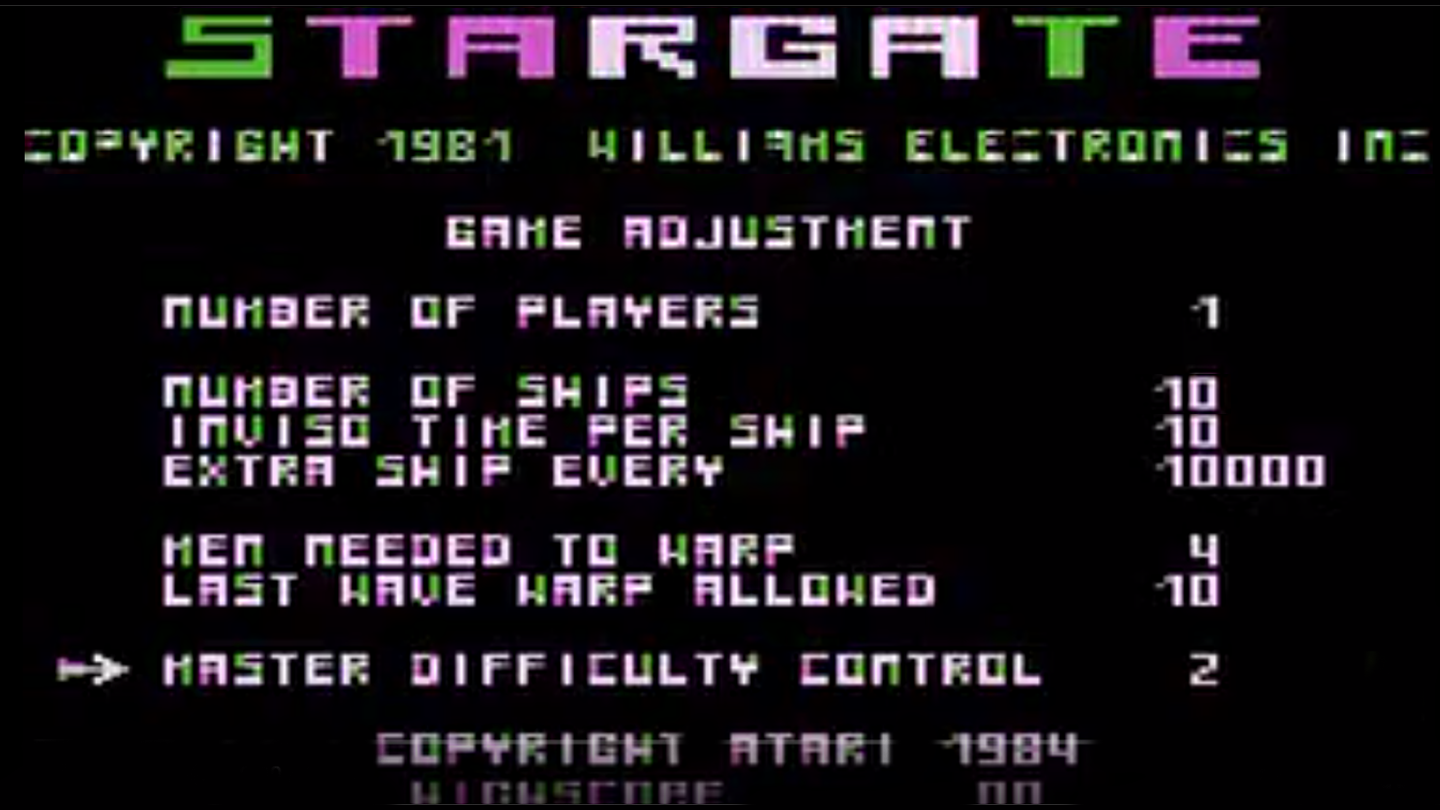 STARGATE
COPYRIGHT 1981 WILLIAMS ELECTRONICS INC
GAME ADJUSTMENT
NUMBER OF PLAYERS 1
NUMBER OF SHIPS 10
INVISO TIME PER SHIP 10
EXTRA SHIP EVERY 10000
MEN NEEDED TO WARP 4
LAST WAVE WARP ALLOWED 10
MASTER DIFFICULTY CONTROL 2
COPYRIGHT ATARI 1984
HIGHSCORE 00